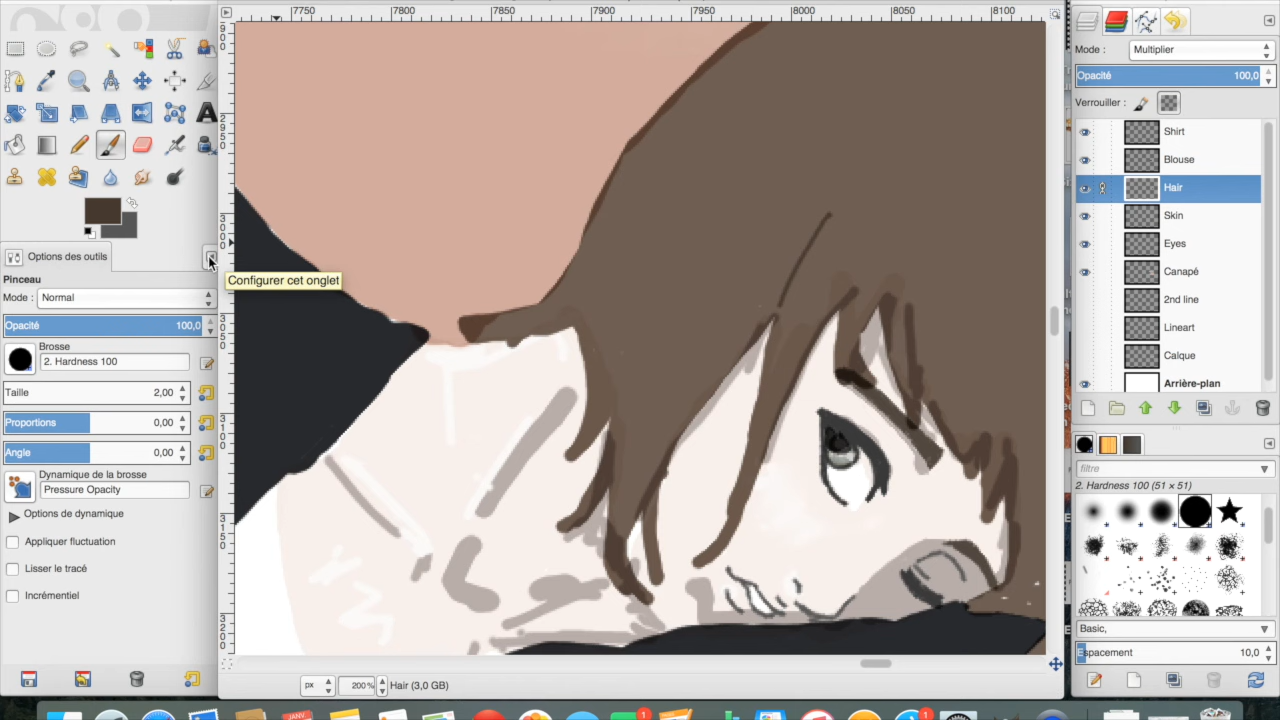 7750 7800 7850 7900 7950 8000 8050 8100
Mode : Multiplier
Opacité 100,0
Verrouiller :
Shirt
Blouse
Hair
Skin
Eyes
Canapé
2nd line
Lineart
Calque
Arrière-plan
Options des outils
Configurer cet onglet
Pinceau
Mode : Normal
Opacité 100,0
Brosse
2. Hardness 100
Taille 2,00
Proportions 0,00
Angle 0,00
Dynamique de la brosse
Pressure Opacity
Options de dynamique
Appliquer fluctuation
Lisser le tracé
Incrémentiel
filtre
2. Hardness 100 (51 × 51)
Basic,
Espacement 10,0
px 200 % Hair (3,0 GB)
JANV
1
1